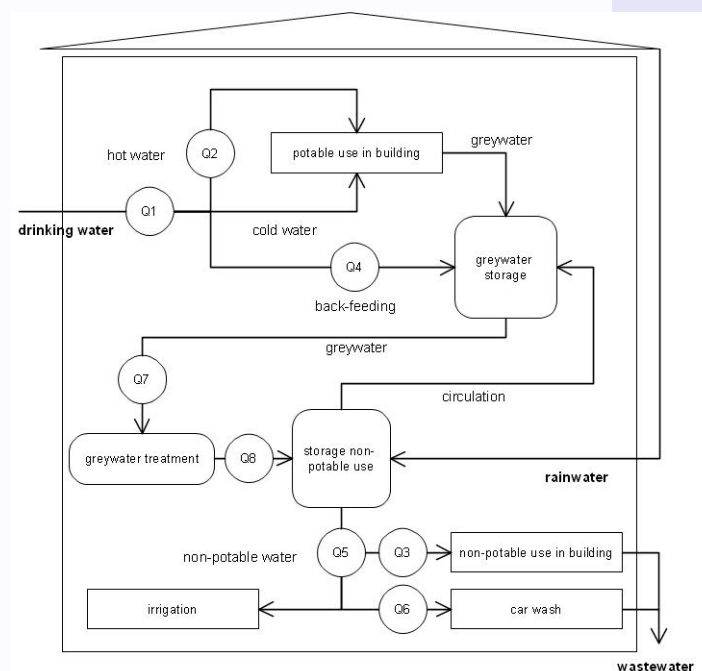 greywater
hot water
Q2
potable use in building
Q1
drinking water
cold water
greywater
storage
Q4
back-feeding
greywater
Q7
circulation
greywater treatment
Q8
storage non-
potable use
rainwater
non-potable water
Q5
Q3
non-potable use in building
irrigation
Q6
car wash
wastewater